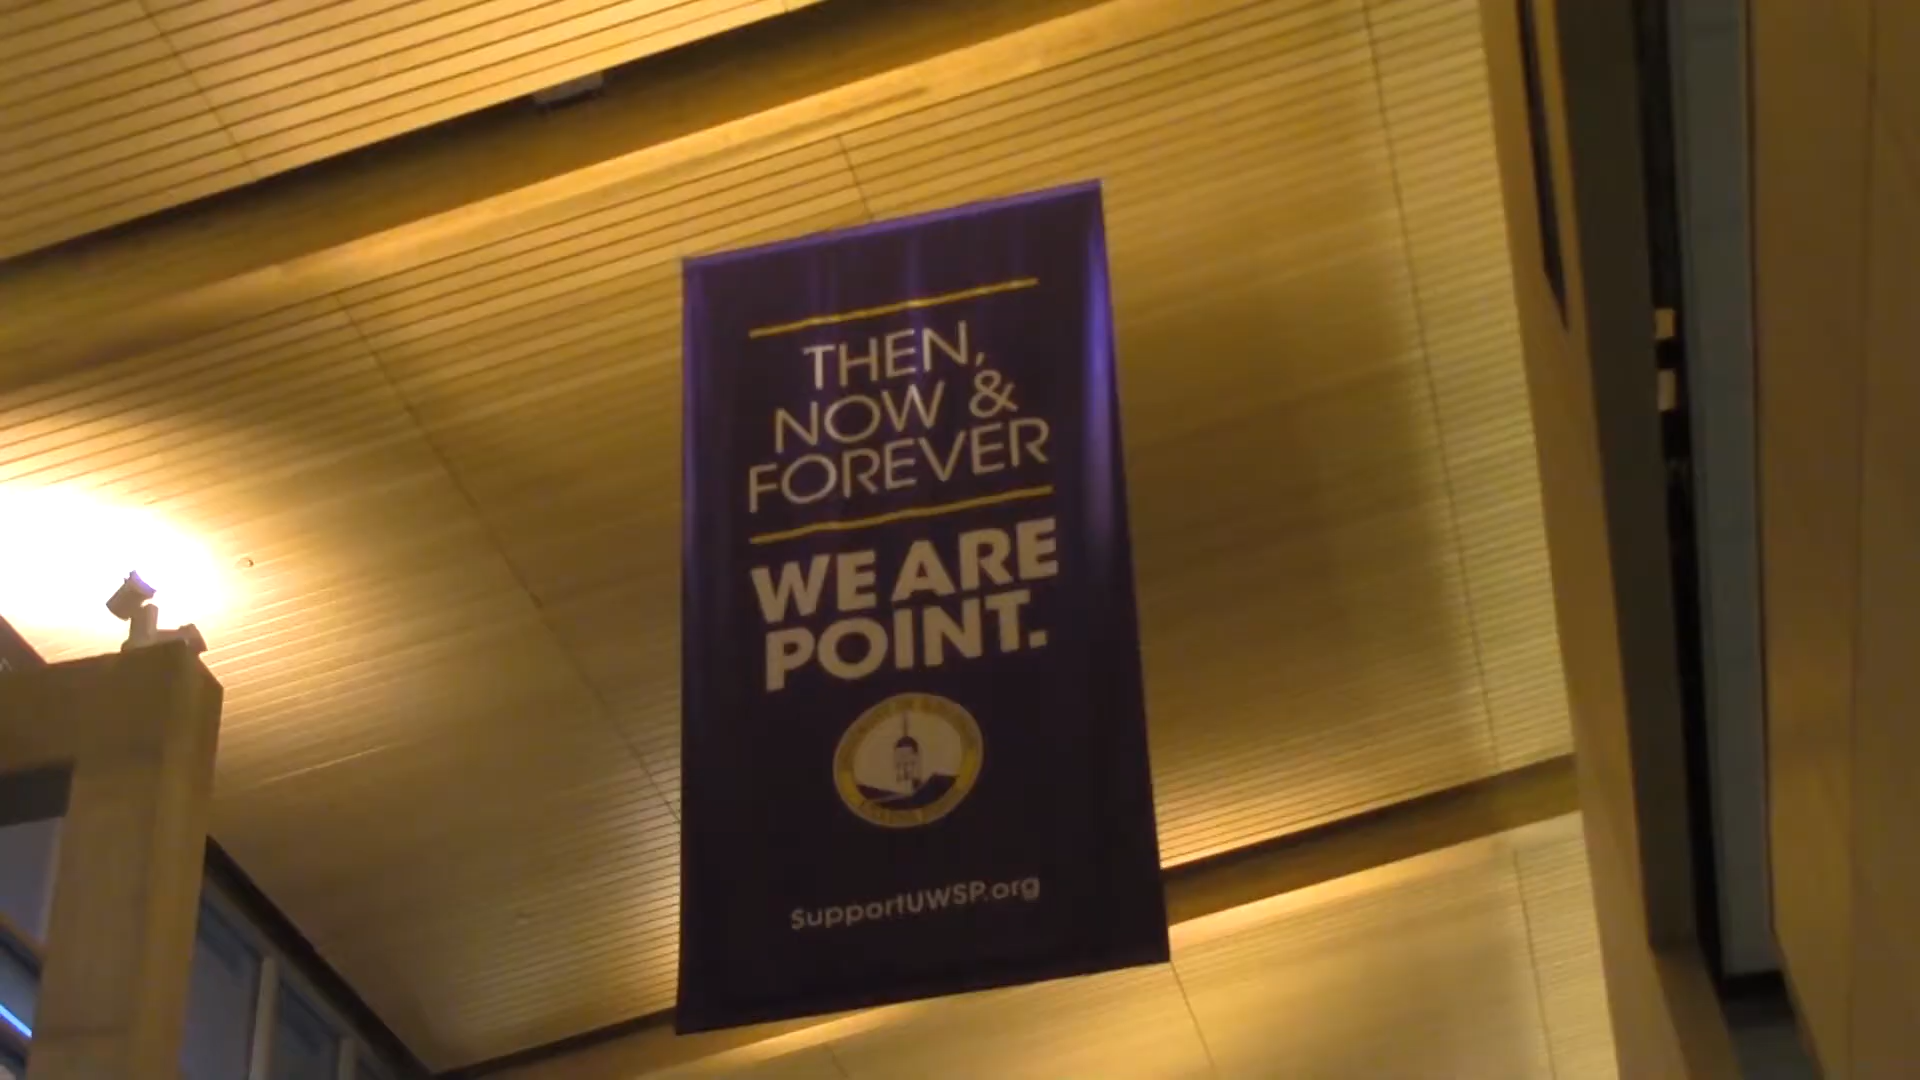 THEN,
NOW &
FOREVER
WE ARE
POINT.
SupportUWSP.org